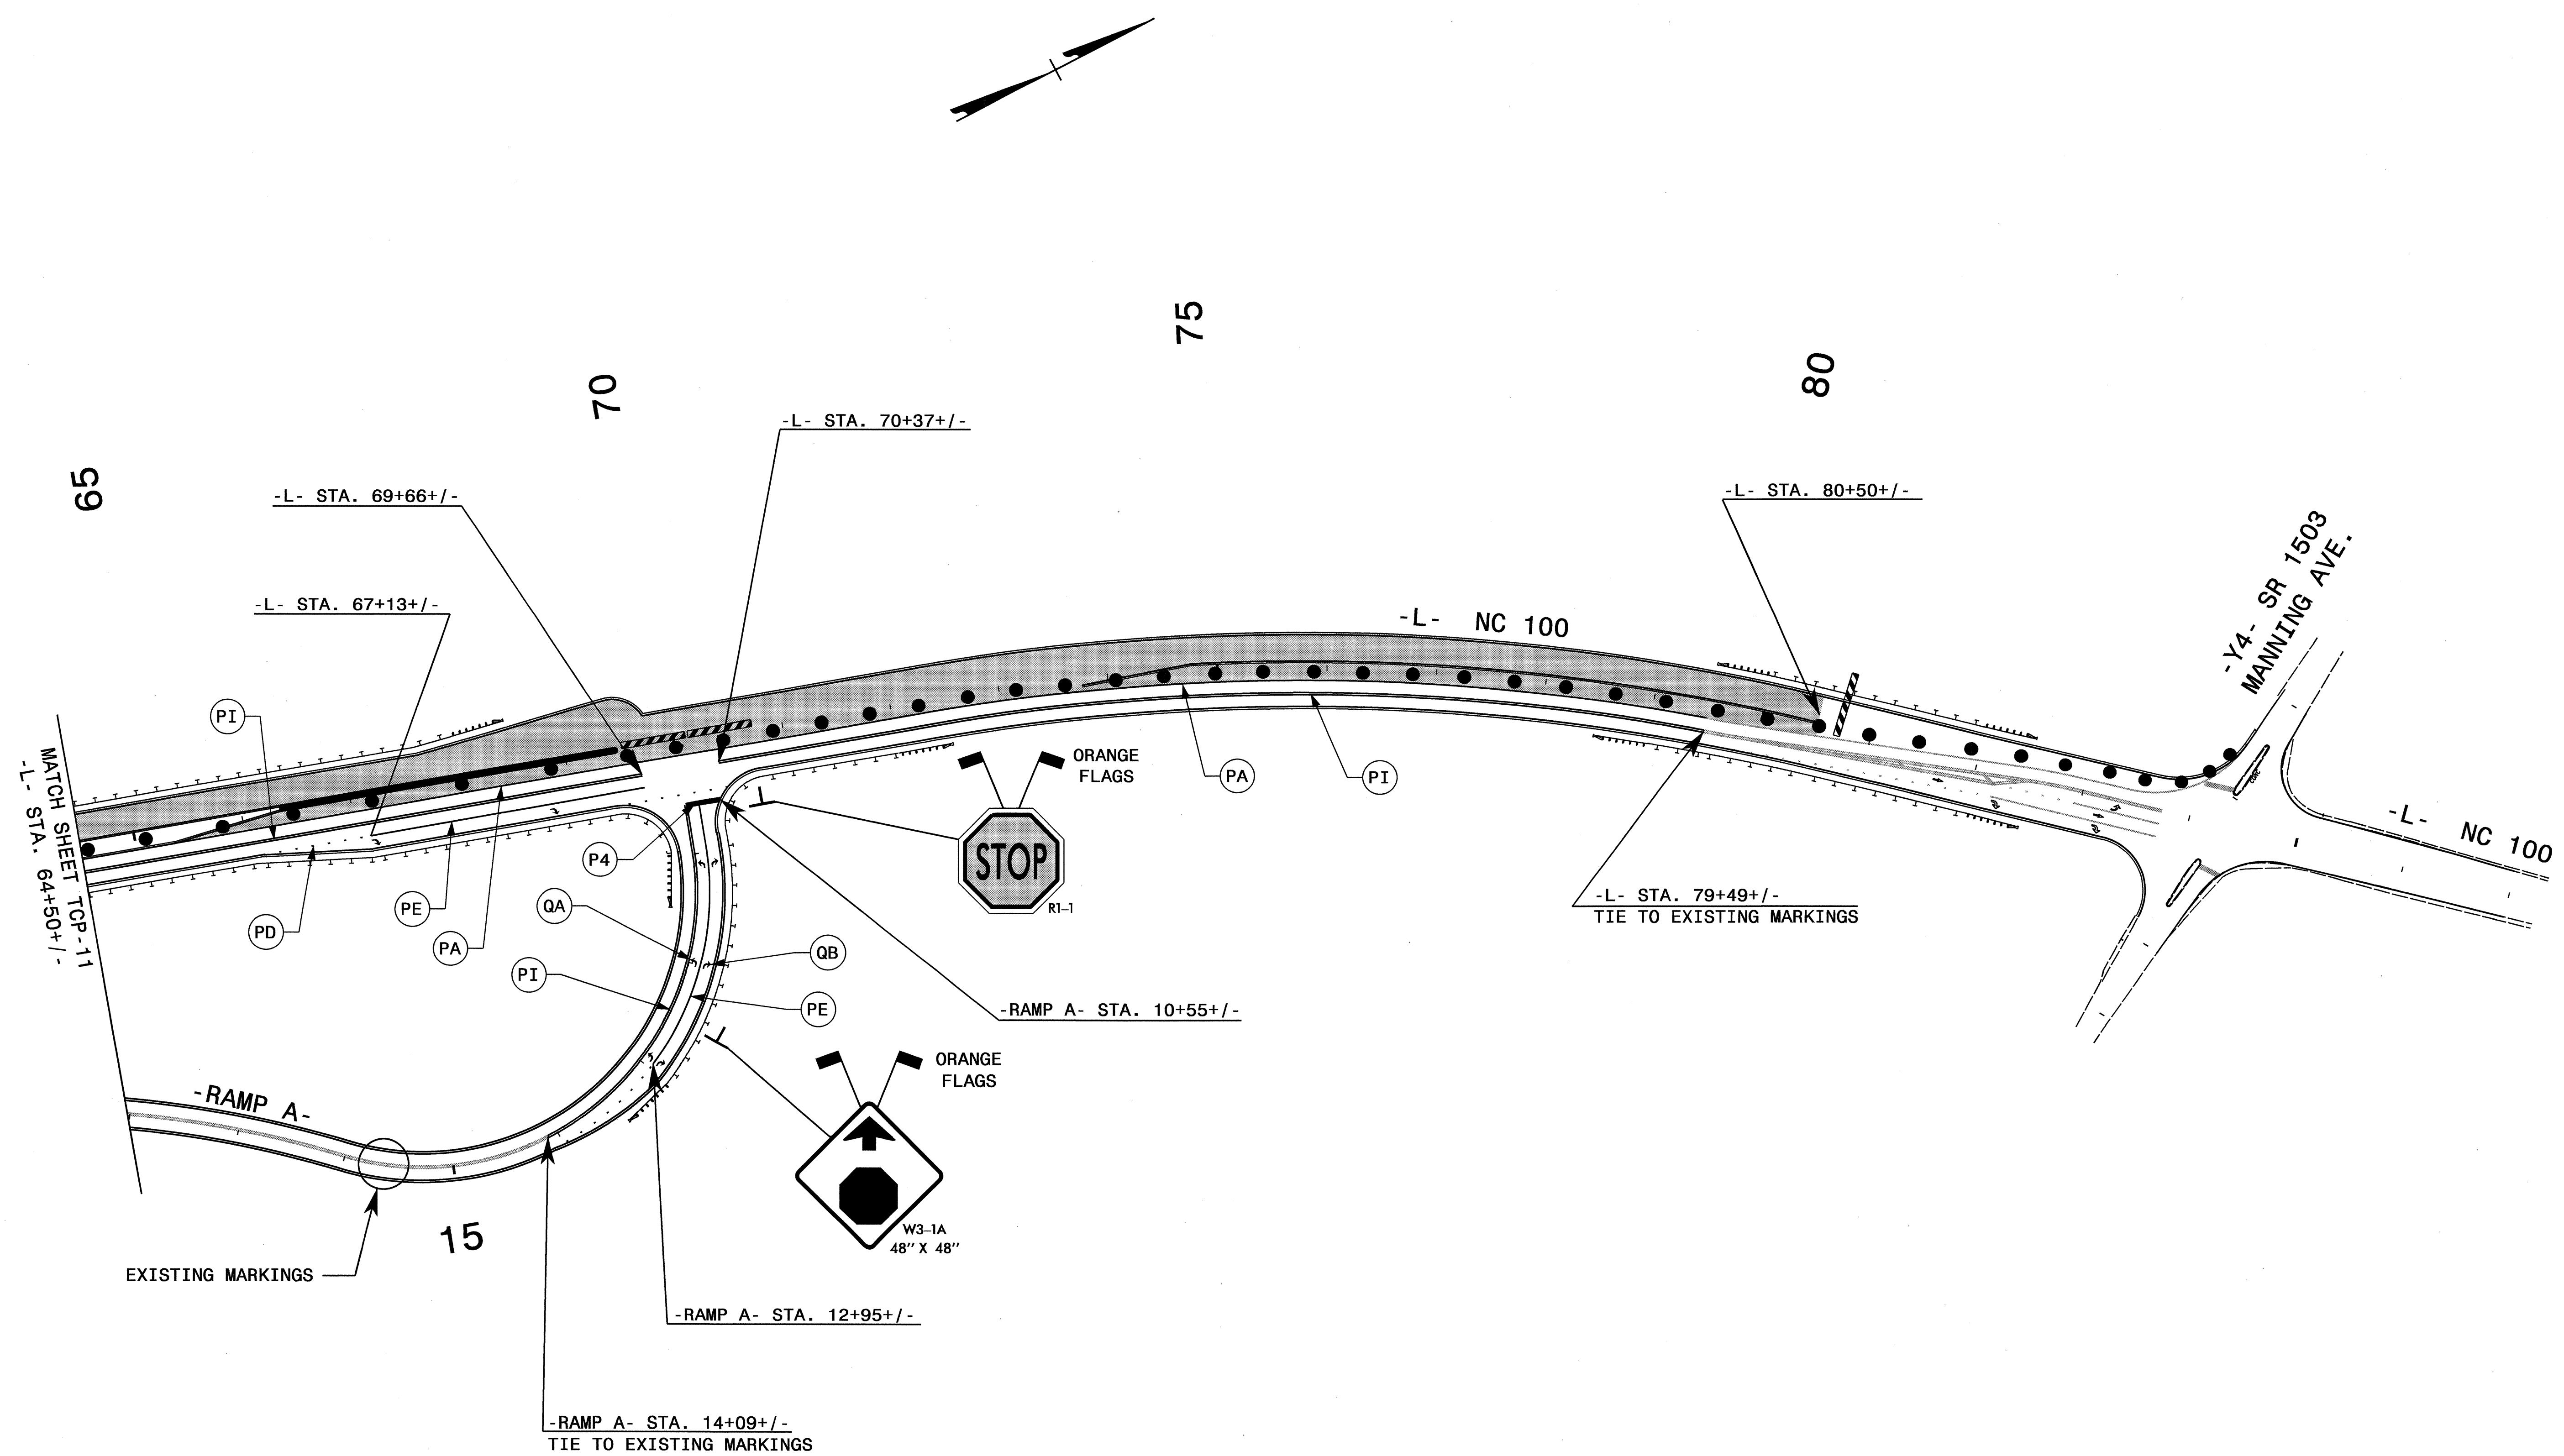 75
80
70
-L- STA. 70+37+/-
65
-L- STA. 69+66+/-
-L- STA. 80+50+/-
-L- STA. 67+13+/-
-L- NC 100
-Y4- SR 1503
MANNING AVE.
PI
MATCH SHEET TCP-11
-L- STA. 64+50+/-
ORANGE
FLAGS
PA
PI
STOP
R1-1
P4
-L- NC 100
-L- STA. 79+49+/-
TIE TO EXISTING MARKINGS
PE
QA
PD
PA
QB
PI
PE
-RAMP A- STA. 10+55+/-
ORANGE
FLAGS
-RAMP A-
W3-1A
48" X 48"
15
EXISTING MARKINGS
-RAMP A- STA. 12+95+/-
-RAMP A- STA. 14+09+/-
TIE TO EXISTING MARKINGS